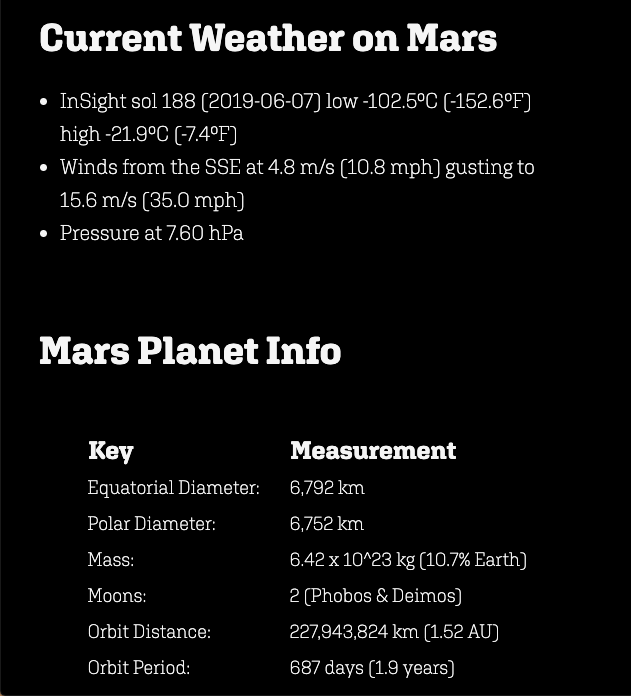 Current Weather on Mars
InSight sol 188 (2019-06-07) low -102.5ºC (-152.6ºF)
high -21.9ºC (-7.4ºF)
Winds from the SSE at 4.8 m/s (10.8 mph) gusting to
15.6 m/s (35.0 mph)
Pressure at 7.60 hPa
Mars Planet Info
Key Measurement
Equatorial Diameter: 6,792 km
Polar Diameter: 6,752 km
Mass: 6.42 x 10^23 kg (10.7% Earth)
Moons: 2 (Phobos & Deimos)
Orbit Distance: 227,943,824 km (1.52 AU)
Orbit Period: 687 days (1.9 years)